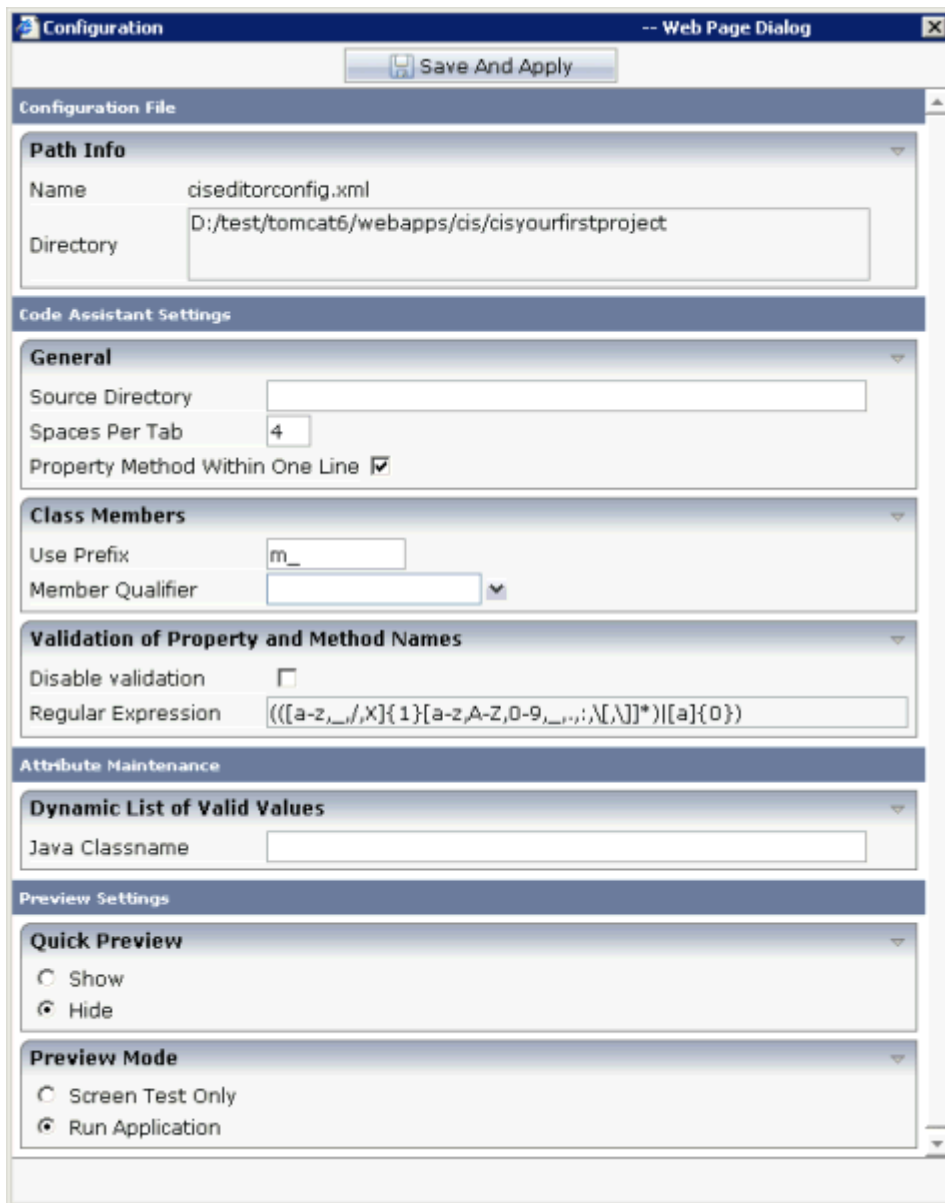 Configuration -- Web Page Dialog
Save And Apply
Configuration File
Path Info
Name ciseditorconfig.xml
Directory D:/test/tomcat6/webapps/cis/cisyourfirstproject
Code Assistant Settings
General
Source Directory
Spaces Per Tab 4
Property Method Within One Line
Class Members
Use Prefix m_
Member Qualifier
Validation of Property and Method Names
Disable validation
Regular Expression (([a-z,_,/,X]{1}[a-z,A-Z,0-9,_,.,:,\[,\]]*)|[a]{0})
Attribute Maintenance
Dynamic List of Valid Values
Java Classname
Preview Settings
Quick Preview
Show
Hide
Preview Mode
Screen Test Only
Run Application